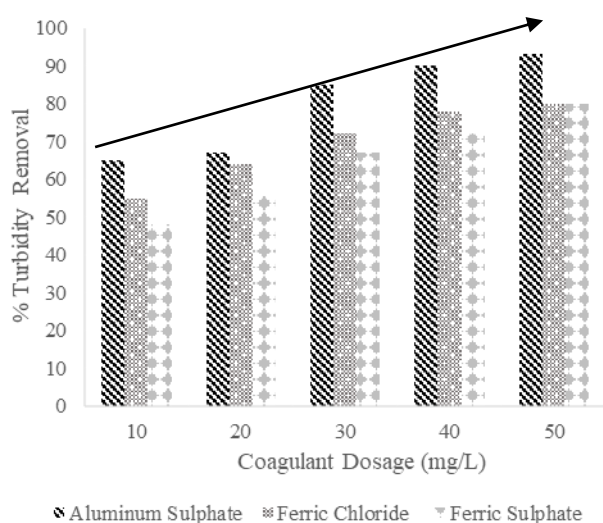 100
90
80
70
60
50
40
30
20
10
0
% Turbidity Removal
10 20 30 40 50
Coagulant Dosage (mg/L)
Aluminum Sulphate Ferric Chloride Ferric Sulphate